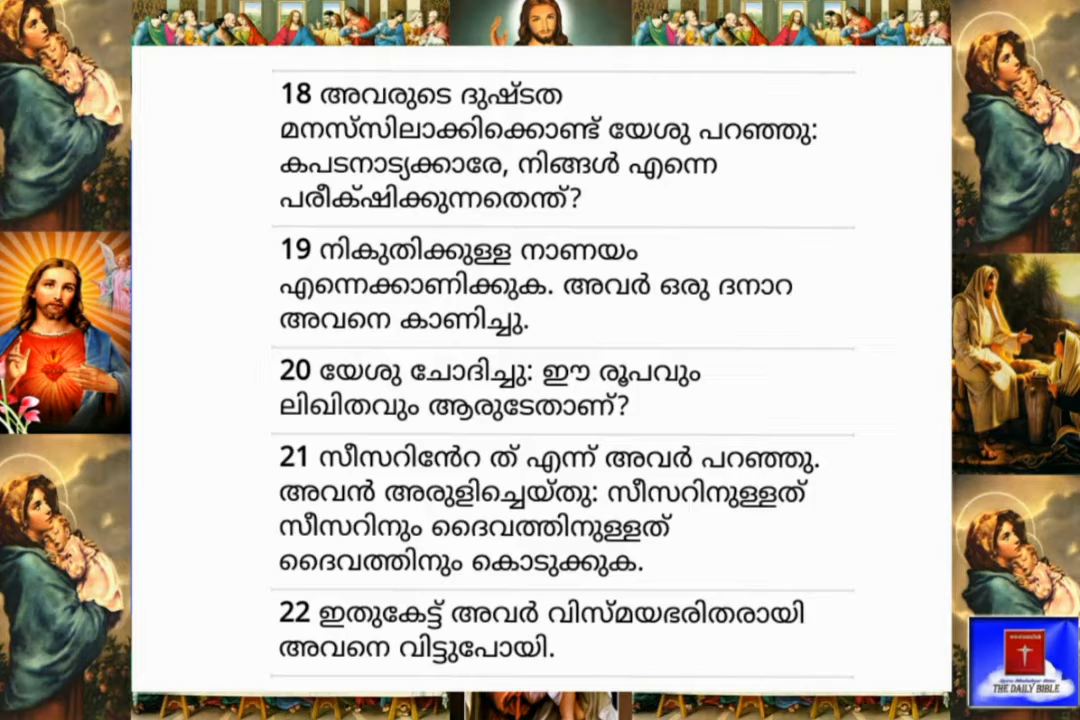 18 അവരുടെ ദുഷ്ടത
മനസ്സിലാക്കിക്കൊണ്ട് യേശു പറഞ്ഞു:
കപടനാട്യക്കാരേ, നിങ്ങൾ എന്നെ
പരീക്‌ഷിക്കുന്നതെന്ത്?
19 നികുതിക്കുള്ള നാണയം
എന്നെക്കാണിക്കുക. അവർ ഒരു ദനാറ
അവനെ കാണിച്ചു.
20 യേശു ചോദിച്ചു: ഈ രൂപവും
ലിഖിതവും ആരുടേതാണ്?
21 സീസറിൻേറ ത് എന്ന് അവർ പറഞ്ഞു.
അവൻ അരുളിച്ചെയ്തു: സീസറിനുള്ളത്
സീസറിനും ദൈവത്തിനുള്ളത്
ദൈവത്തിനും കൊടുക്കുക.
22 ഇതുകേട്ട് അവർ വിസ്മയഭരിതരായി
അവനെ വിട്ടുപോയി.
THE DAILY BIBLE